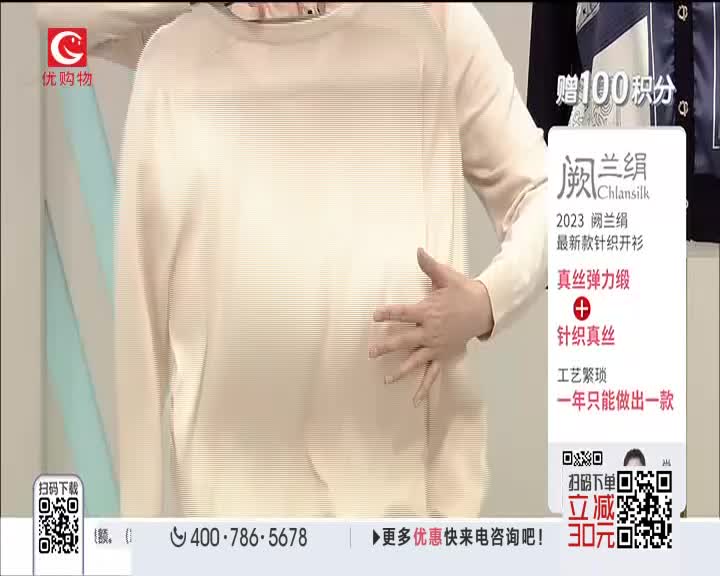 优购物
赠100积分
阙兰绢
Chlansilk
2023 阙兰绢
最新款针织开衫
真丝弹力缎
+
针织真丝
工艺繁琐
一年只能做出一款
扫码下单
立减
30元
扫码下载
额。
400·786·5678
▶更多优惠快来电咨询吧!